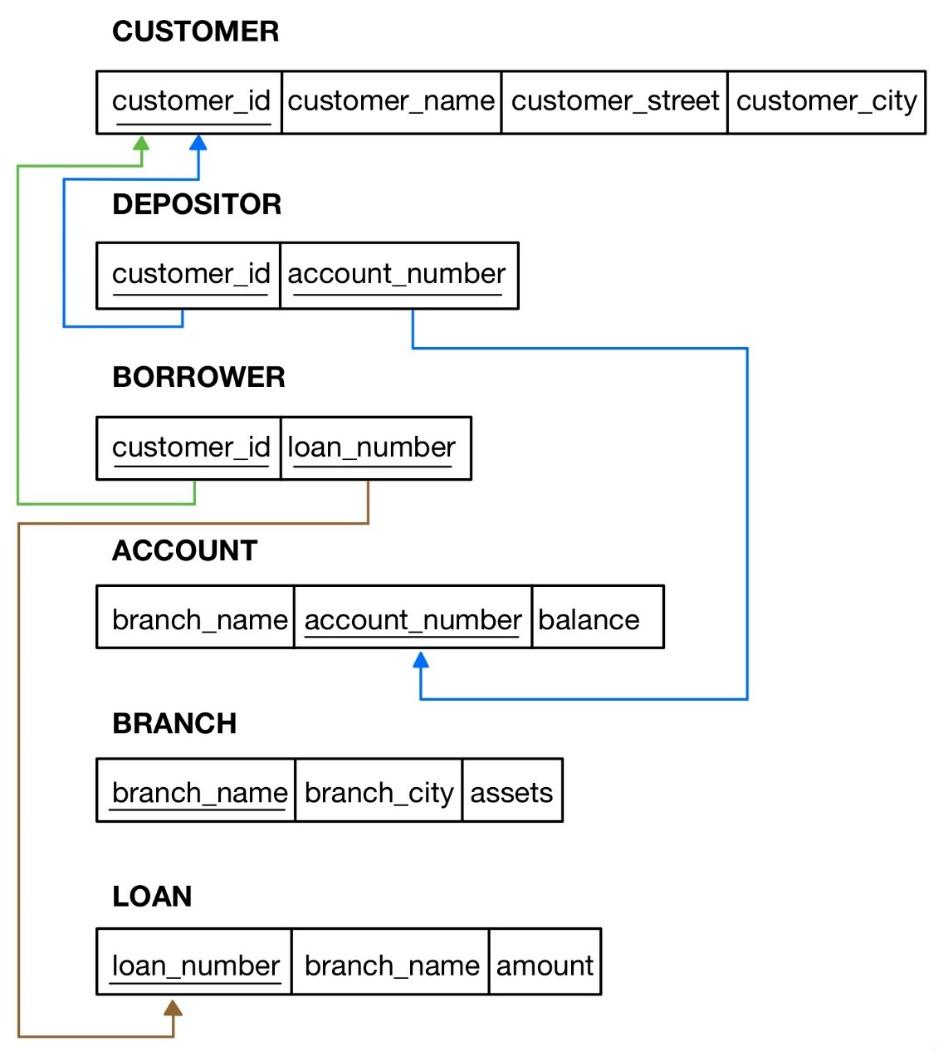 CUSTOMER
customer_id customer_name customer_street customer_city
DEPOSITOR
customer_id account_number
BORROWER
customer_id loan_number
ACCOUNT
branch_name account_number balance
BRANCH
branch_name branch_city assets
LOAN
loan_number branch_name amount